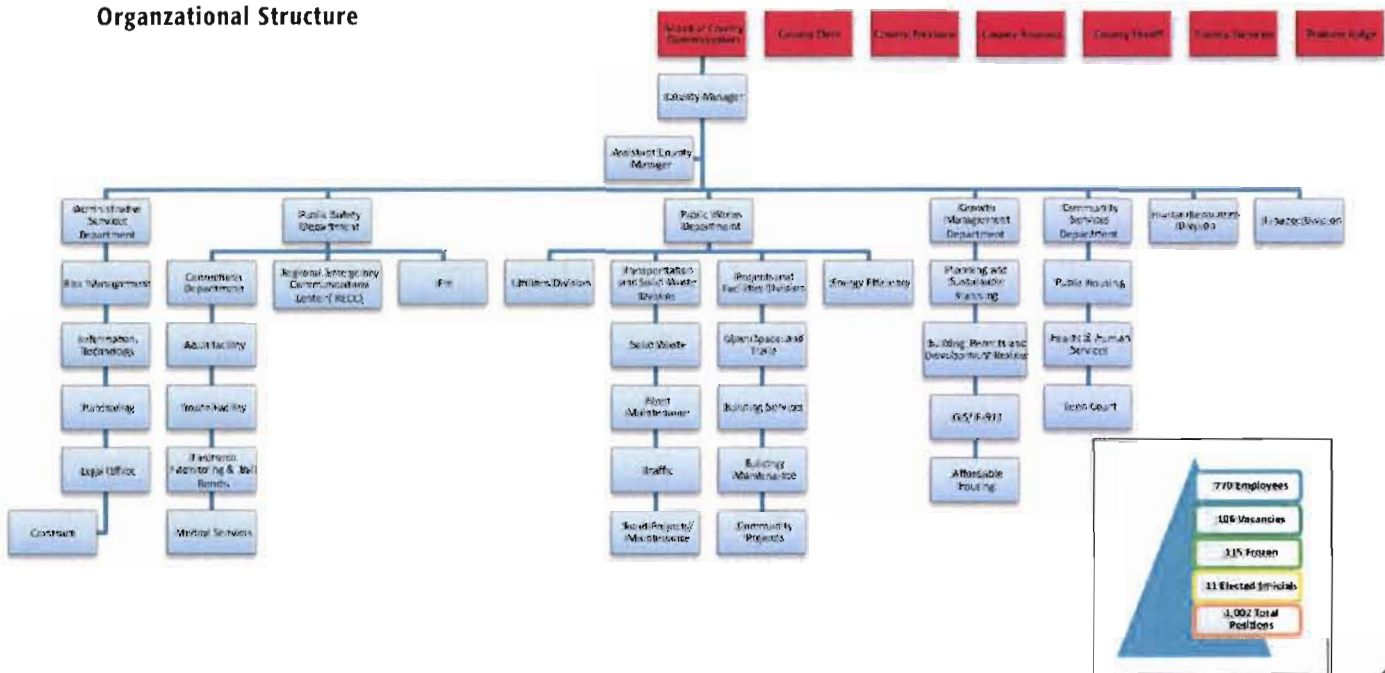 Organzational Structure
County Clerk
County Sheriff
County Surveyor
Probate Judge
County Manager
Assistant County
Manager
Administrative
Services
Department
Public Safety
Department
Public Works
Department
Growth
Management
Department
Community
Services
Department
Human Resources
Division
Finance Division
Risk Management
Corrections
Department
Regional Emergency
Communications
Center (RECC)
Fire
Utilities Division
Transportation
and Solid Waste
Division
Projects and
Facilities Division
Energy Efficiency
Planning and
Sustainable
Planning
Public Housing
Information
Technology
Adult Facility
Solid Waste
Open Space and
Trails
Building Permits and
Development Review
Health & Human
Services
Purchasing
Youth Facility
Fleet
Maintenance
Building Services
GIS/ E-911
Teen Court
Legal Office
Electronic
Monitoring & Bail
Bonds
Traffic
Building
Maintenance
Affordable
Housing
Contracts
Medical Services
Road Projects/
Maintenance
Community
Projects
770 Employees
106 Vacancies
115 Frozen
11 Elected Officials
1,002 Total
Positions